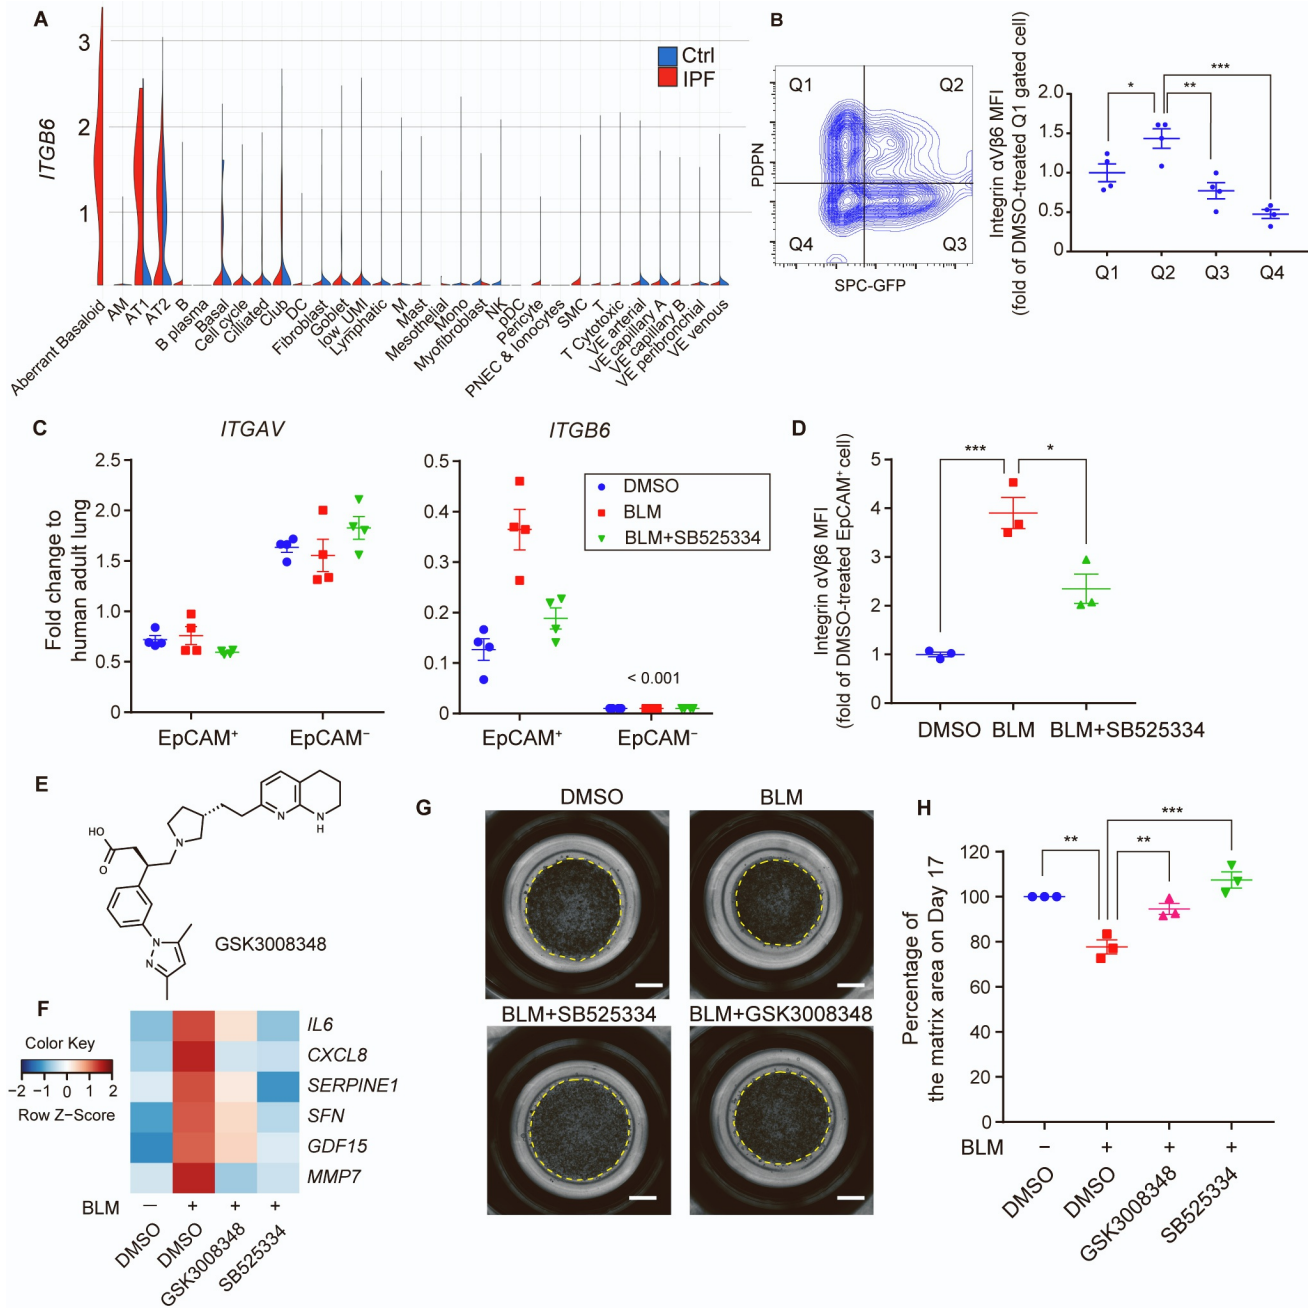 A
ITGB6
3
2
1
Ctrl
IPF
Aberrant Basaloid
AM
AT1
AT2
B
B plasma
Basal
Cell cycle
Ciliated
Club
DC
Fibroblast
Goblet
low_UMI
Lymphatic
M
Mast
Mesothelial
Mono
Myofibroblast
NK
pDC
Pericyte
PNEC & Ionocytes
SMC
T
T Cytotoxic
VE arterial
VE capillary A
VE capillary B
VE peribronchial
VE venous
B
Q1
Q2
Q4
Q3
PDPN
SPC-GFP
Integrin αVβ6 MFI
(fold of DMSO-treated Q1 gated cell)
2.0
1.5
1.0
0.5
0
*
**
***
Q1
Q2
Q3
Q4
C
ITGAV
Fold change to
human adult lung
2.5
2.0
1.5
1.0
0.5
0
EpCAM⁺
EpCAM⁻
ITGB6
0.5
0.4
0.3
0.2
0.1
0
DMSO
BLM
BLM+SB525334
< 0.001
EpCAM⁺
EpCAM⁻
D
Integrin αVβ6 MFI
(fold of DMSO-treated EpCAM⁺ cell)
5
4
3
2
1
0
***
*
DMSO
BLM
BLM+SB525334
E
HO
O
N
N
N
H
N
N
GSK3008348
F
Color Key
−2 −1 0 1 2
Row Z−Score
IL6
CXCL8
SERPINE1
SFN
GDF15
MMP7
BLM − + + +
DMSO
DMSO
GSK3008348
SB525334
G
DMSO
BLM
BLM+SB525334
BLM+GSK3008348
H
Percentage of
the matrix area on Day 17
120
100
80
60
40
20
0
**
**
***
BLM − + + +
DMSO
DMSO
GSK3008348
SB525334